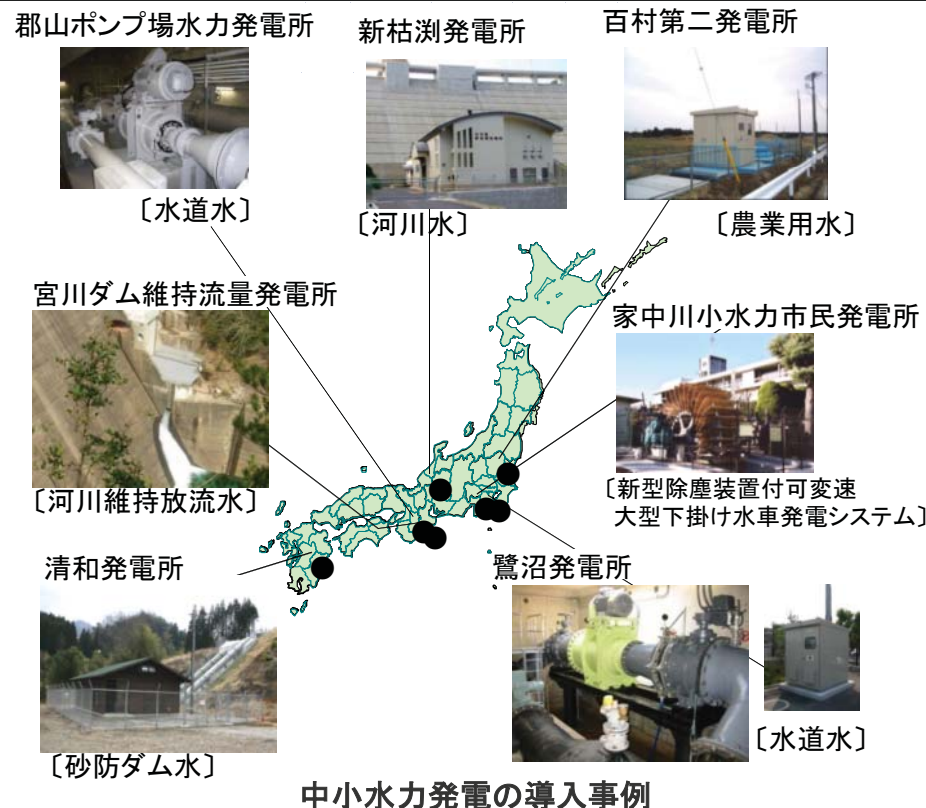 郡山ポンプ場水力発電所
新枯渕発電所
百村第二発電所
〔水道水〕
〔河川水〕
〔農業用水〕
宮川ダム維持流量発電所
家中川小水力市民発電所
〔河川維持放流水〕
〔新型除塵装置付可変速
大型下掛け水車発電システム〕
清和発電所
鷺沼発電所
〔砂防ダム水〕
〔水道水〕
中小水力発電の導入事例